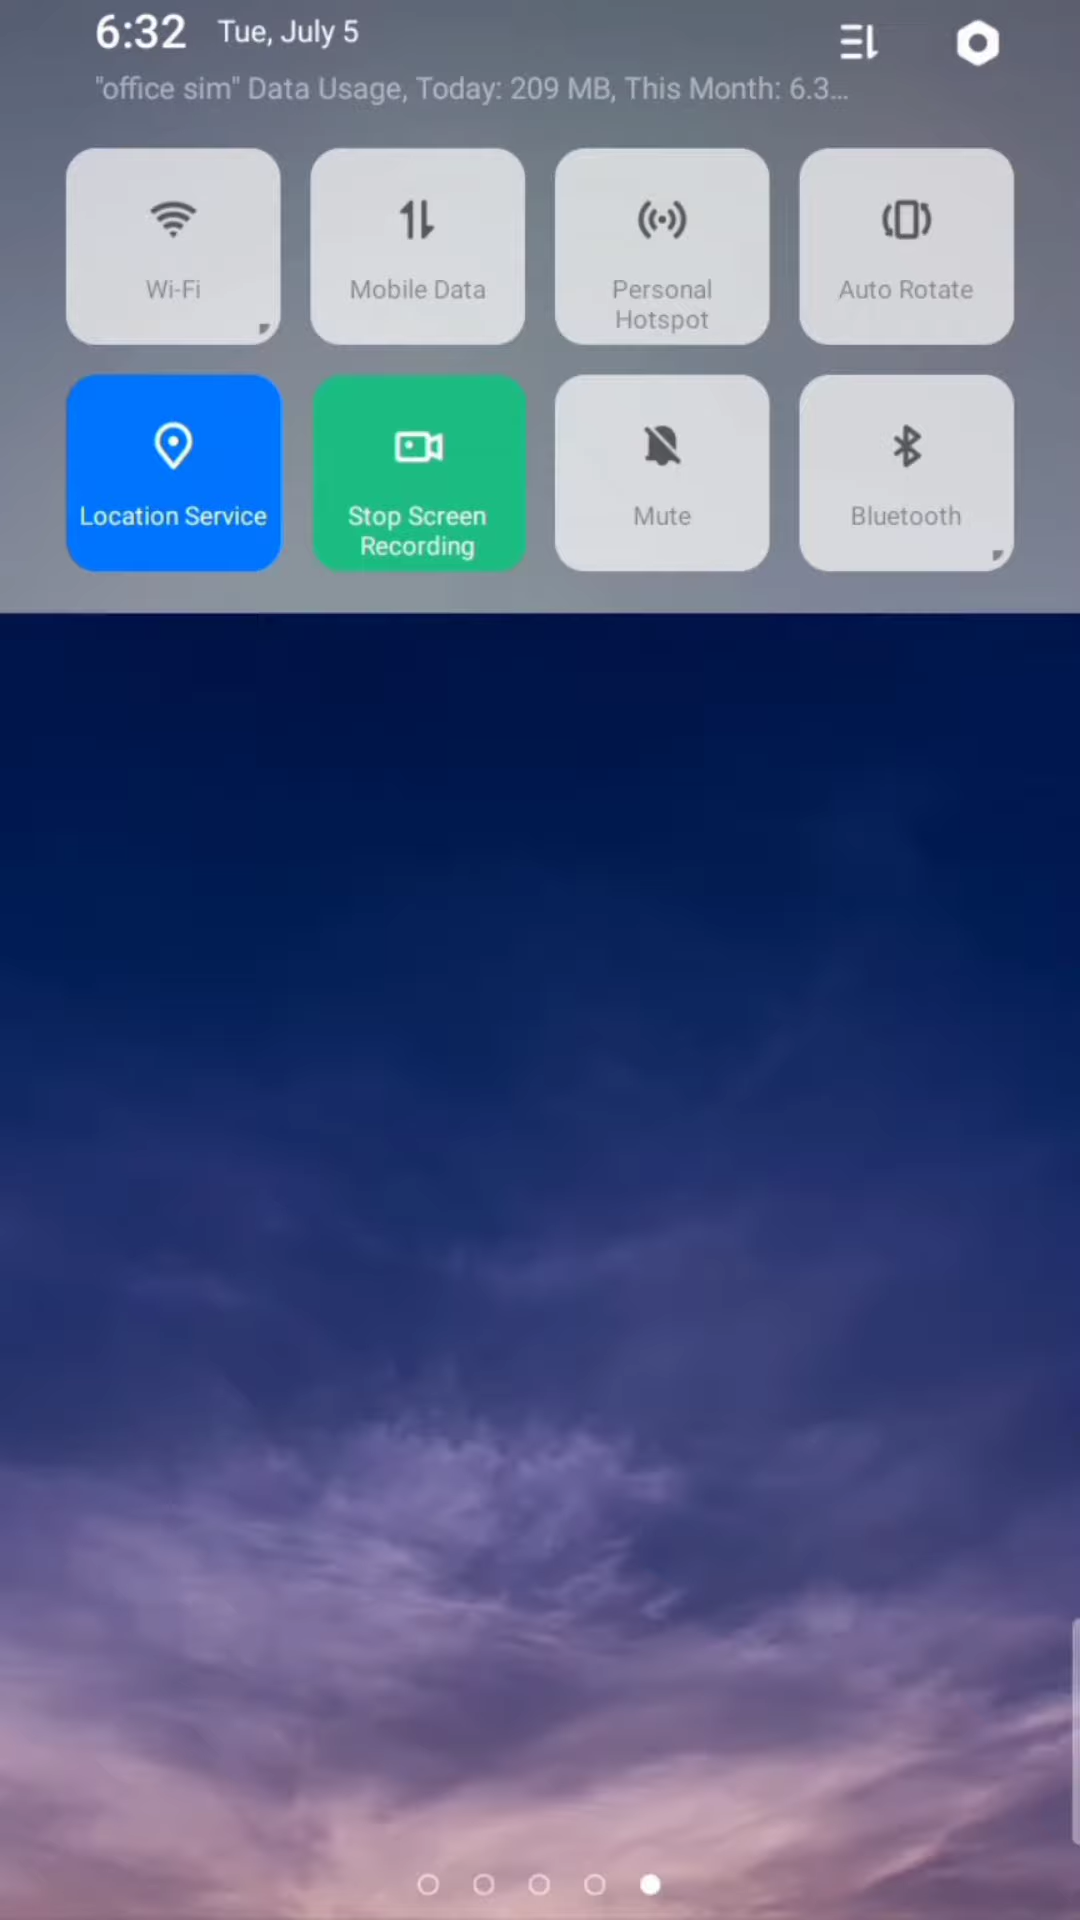 6:32 Tue, July 5
"office sim" Data Usage, Today: 209 MB, This Month: 6.3...
Wi-Fi
Mobile Data
Personal
Hotspot
Auto Rotate
Location Service
Stop Screen
Recording
Mute
Bluetooth